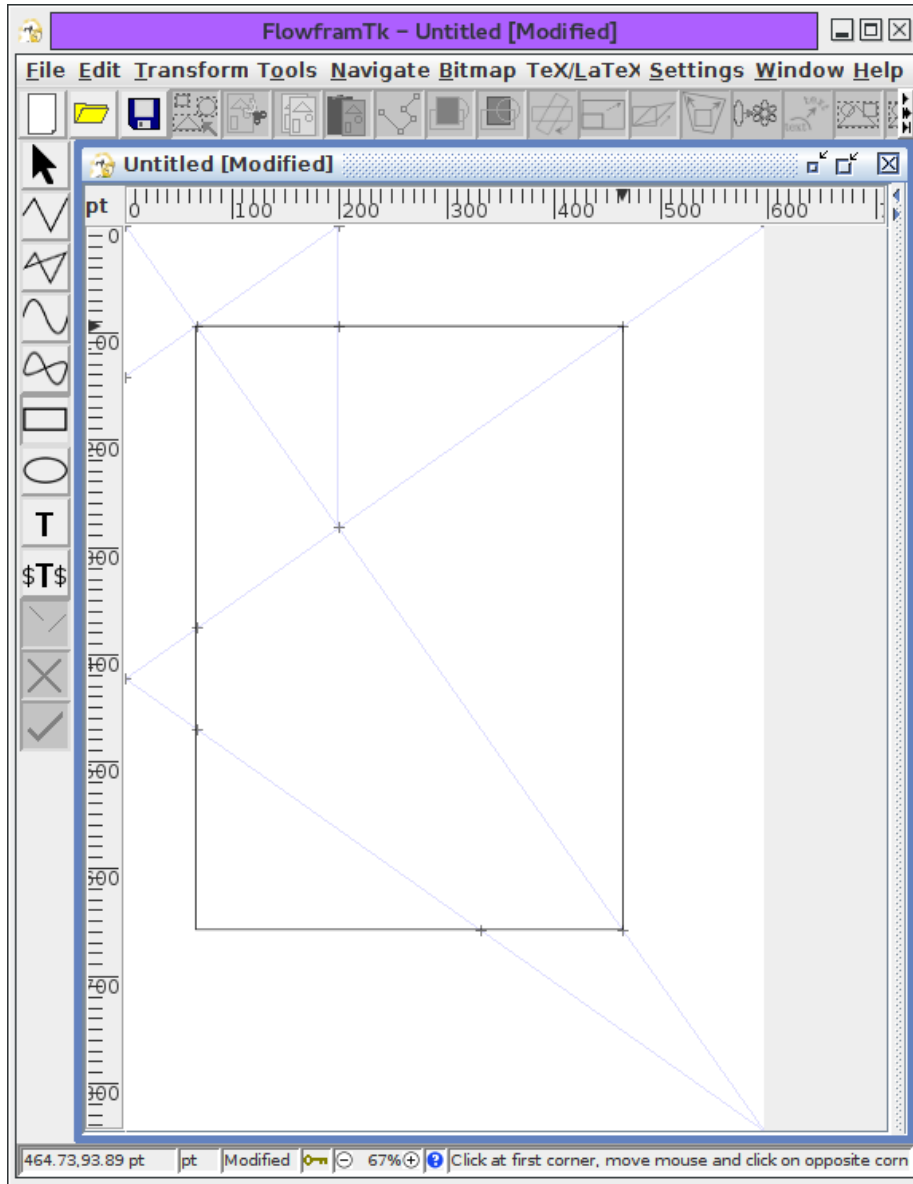 FlowframTk – Untitled [Modified]
File Edit Transform Tools Navigate Bitmap TeX/LaTeX Settings Window Help
Untitled [Modified]
pt 0 100 200 300 400 500 600
0
100
200
300
400
500
600
700
800
T
$T$
464.73,93.89 pt pt Modified 67% Click at first corner, move mouse and click on opposite corn